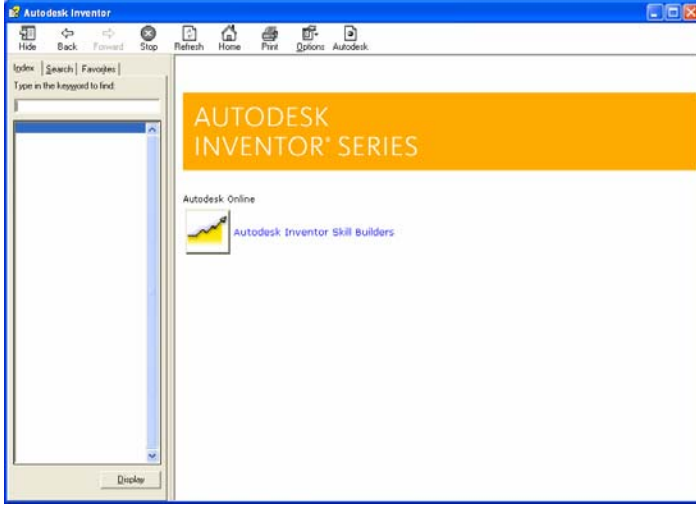 Autodesk Inventor
Hide Back Forward Stop Refresh Home Print Options Autodesk
Index Search Favorites
Type in the keyword to find:
AUTODESK
INVENTOR® SERIES
Autodesk Online
Autodesk Inventor Skill Builders
Display